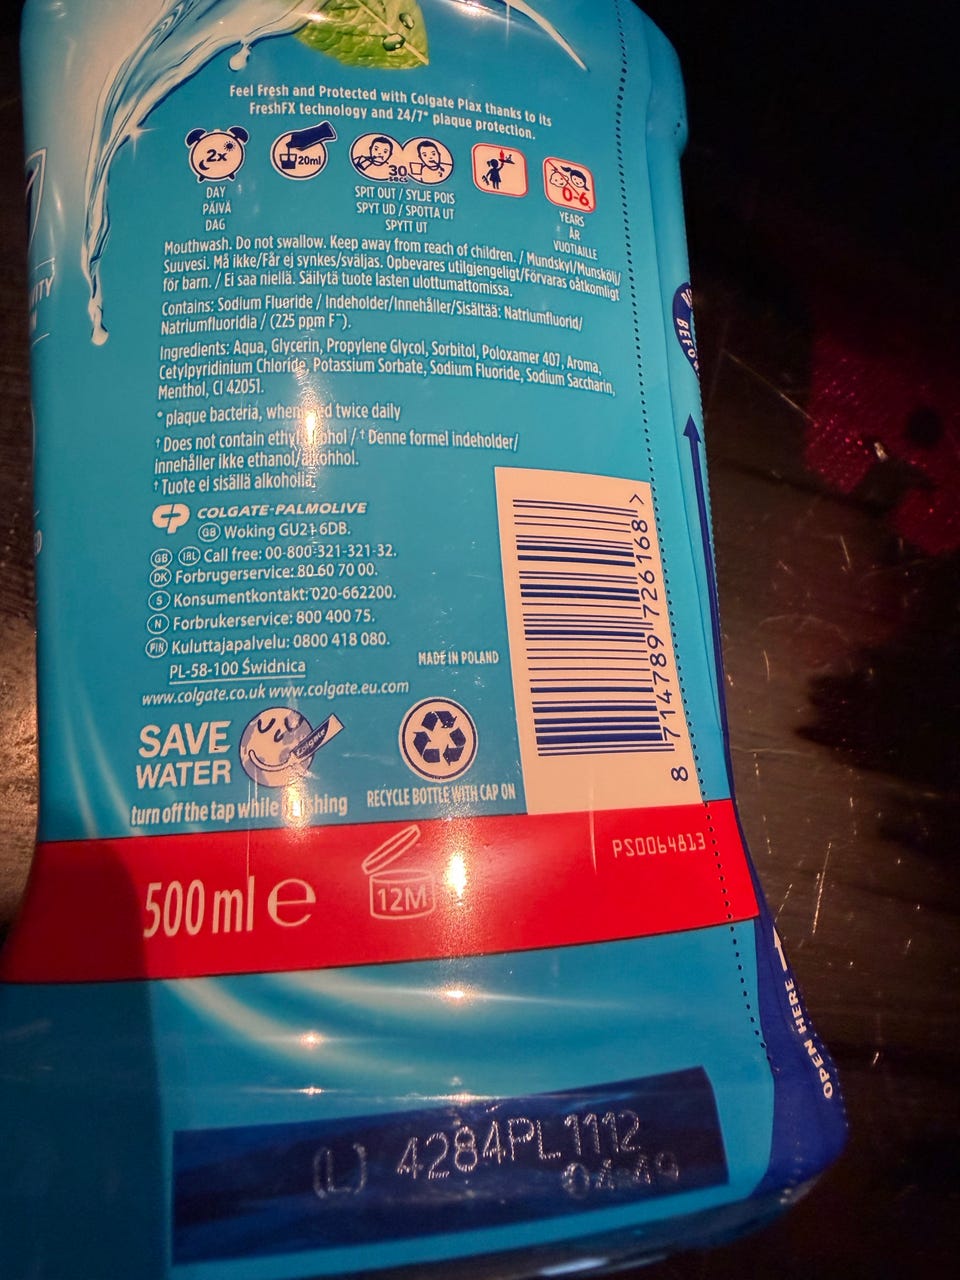 Feel Fresh and Protected with Colgate Plax thanks to its
FreshFX technology and 24/7* plaque protection.
2x
20ml
30
SECS
0-6
DAY
PÄIVÄ
DAG
SPIT OUT / SYLJE POIS
SPYT UD / SPOTTA UT
SPYTT UT
YEARS
ÅR
VUOTIAILLE
Mouthwash. Do not swallow. Keep away from reach of children. / Mundskyl/Munskölj/
Suuvesi. Må ikke/Får ej synkes/sväljas. Opbevares utilgjengeligt/Förvaras oåtkomligt
för barn. / Ei saa niellä. Säilytä tuote lasten ulottumattomissa.
Contains: Sodium Fluoride / Indeholder/Innehåller/Sisältää: Natriumfluorid/
Natriumfluoridia / (225 ppm F⁻).
Ingredients: Aqua, Glycerin, Propylene Glycol, Sorbitol, Poloxamer 407, Aroma,
Cetylpyridinium Chloride, Potassium Sorbate, Sodium Fluoride, Sodium Saccharin,
Menthol, CI 42051.
* plaque bacteria, when twice daily
† Does not contain ethyl alcohol / † Denne formel indeholder/
innehåller ikke ethanol/alkohhol.
† Tuote ei sisällä alkoholia.
CP COLGATE-PALMOLIVE
GB Woking GU21 6DB.
GB IRL Call free: 00-800-321-321-32.
DK Forbrugerservice: 80 60 70 00.
S Konsumentkontakt: 020-662200.
N Forbrukerservice: 800 400 75.
FIN Kuluttajapalvelu: 0800 418 080.
PL-58-100 Świdnica
MADE IN POLAND
www.colgate.co.uk www.colgate.eu.com
SAVE
WATER
Colgate
turn off the tap while brushing
RECYCLE BOTTLE WITH CAP ON
8 714789 726168 >
PS0064813
500 ml e
12M
OPEN HERE
(L) 4284PL1112
04:49